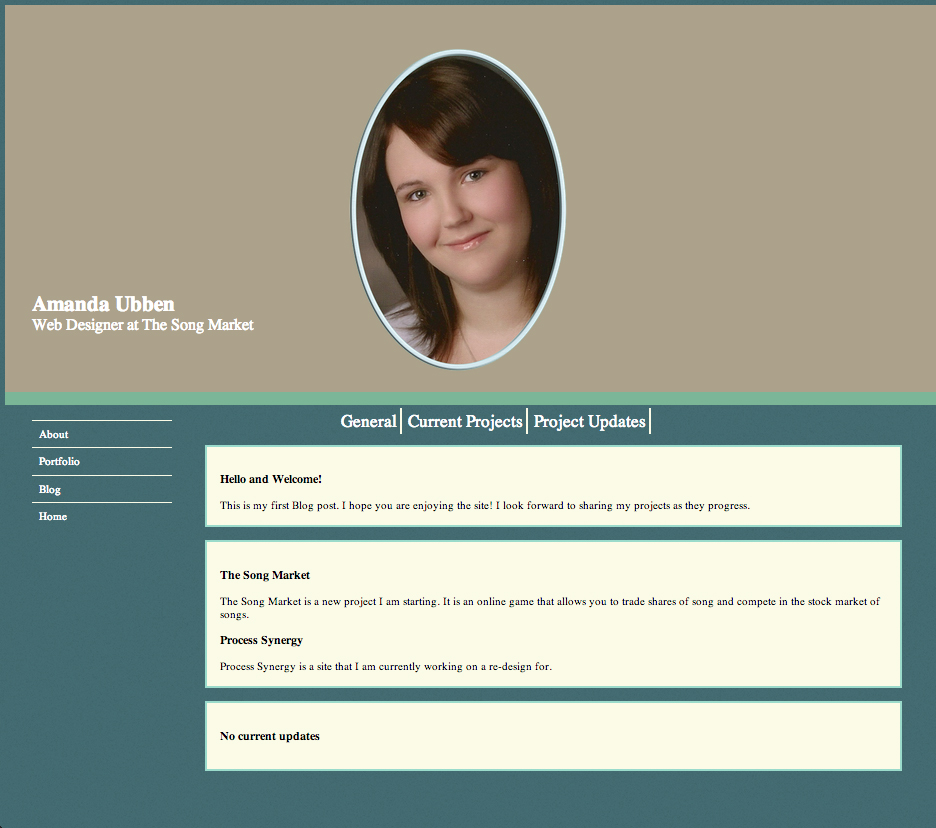 Amanda Ubben
Web Designer at The Song Market
General
Current Projects
Project Updates
About
Portfolio
Blog
Home
Hello and Welcome!
This is my first Blog post. I hope you are enjoying the site! I look forward to sharing my projects as they progress.
The Song Market
The Song Market is a new project I am starting. It is an online game that allows you to trade shares of song and compete in the stock market of
songs.
Process Synergy
Process Synergy is a site that I am currently working on a re-design for.
No current updates